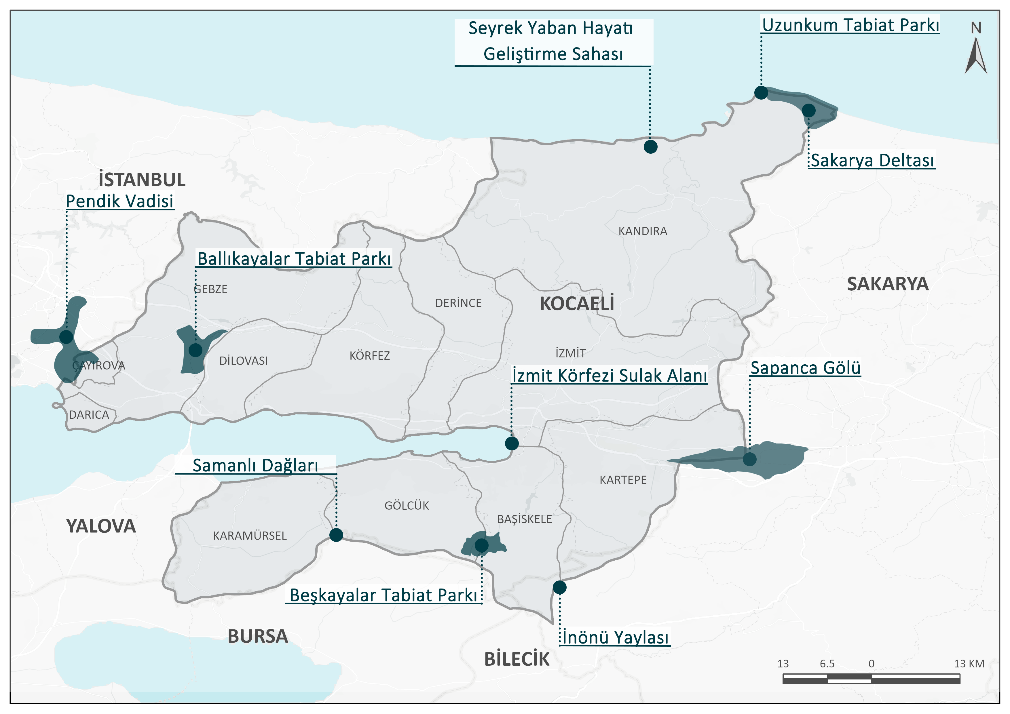 Seyrek Yaban Hayatı
Geliştirme Sahası
Uzunkum Tabiat Parkı
N
Sakarya Deltası
İSTANBUL
Pendik Vadisi
KANDIRA
Ballıkayalar Tabiat Parkı
GEBZE
SAKARYA
DERİNCE
KOCAELİ
ÇAYIROVA
DİLOVASI
KÖRFEZ
İZMİT
İzmit Körfezi Sulak Alanı
Sapanca Gölü
DARICA
Samanlı Dağları
KARTEPE
GÖLCÜK
YALOVA
BAŞİSKELE
KARAMÜRSEL
Beşkayalar Tabiat Parkı
BURSA
İnönü Yaylası
BİLECİK
13 6.5 0 13 KM